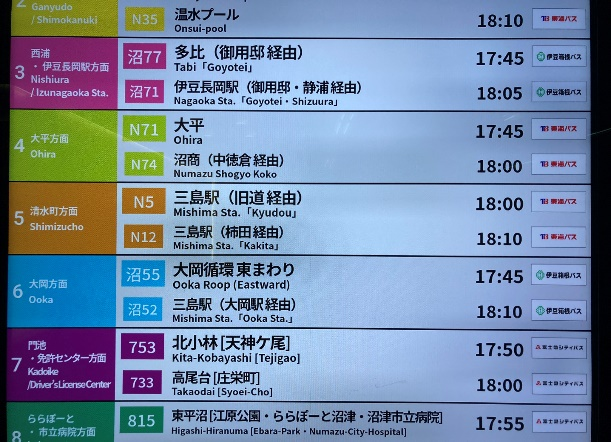 2
Ganyudo
/ Shimokanuki
N35
温水プール
Onsui-pool
18:10
東海バス
3
西浦
・伊豆長岡駅方面
Nishiura
/ Izunagaoka Sta.
沼77
多比（御用邸 経由）
Tabi「Goyotei」
17:45
伊豆箱根バス
沼71
伊豆長岡駅（御用邸・静浦 経由）
Nagaoka Sta.「Goyotei・Shizuura」
18:05
伊豆箱根バス
4
大平方面
Ohira
N71
大平
Ohira
17:45
東海バス
N74
沼商（中徳倉 経由）
Numazu Shogyo Koko
18:00
東海バス
5
清水町方面
Shimizucho
N5
三島駅（旧道 経由）
Mishima Sta.「Kyudou」
18:00
東海バス
N12
三島駅（柿田 経由）
Mishima Sta.「Kakita」
18:10
東海バス
6
大岡方面
Ooka
沼55
大岡循環 東まわり
Ooka Roop (Eastward)
17:45
伊豆箱根バス
沼52
三島駅（大岡駅 経由）
Mishima Sta.「Ooka Sta.」
18:10
伊豆箱根バス
7
門池
・免許センター方面
Kadoike
/Driver's License Center
753
北小林 [天神ケ尾]
Kita-Kobayashi [Tejigao]
17:50
富士急シティバス
733
高尾台 [庄栄町]
Takaodai [Syoei-Cho]
18:00
富士急シティバス
8
ららぽーと
・市立病院方面
815
東平沼 [江原公園・ららぽーと沼津・沼津市立病院]
Higashi-Hiranuma [Ebara-Park・Numazu-City-Hospital]
17:55
富士急シティバス